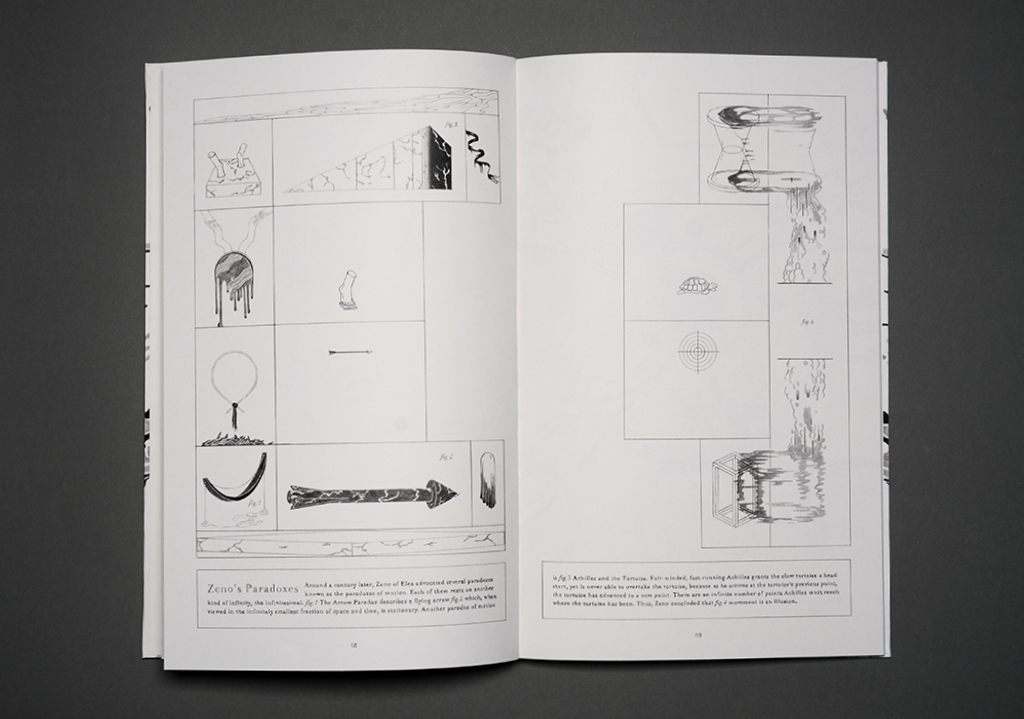 fig.3
fig.1
fig.2
Zeno's Paradoxes Around a century later, Zeno of Elea advocated several paradoxes
known as the paradoxes of motion. Each of them rests on another
kind of infinity, the infinitesimal. fig.1 The Arrow Paradox describes a flying arrow fig.2 which, when
viewed in the infinitely smallest fraction of space and time, is stationary. Another paradox of motion
68
fig.4
is fig.3 Achilles and the Tortoise. Fair minded, fast-running Achilles grants the slow tortoise a head
start, yet is never able to overtake the tortoise, because as he arrives at the tortoise's previous point,
the tortoise has advanced to a new point. There are an infinite number of points Achilles must reach
where the tortoise has been. Thus, Zeno concluded that fig.4 movement is an illusion.
69